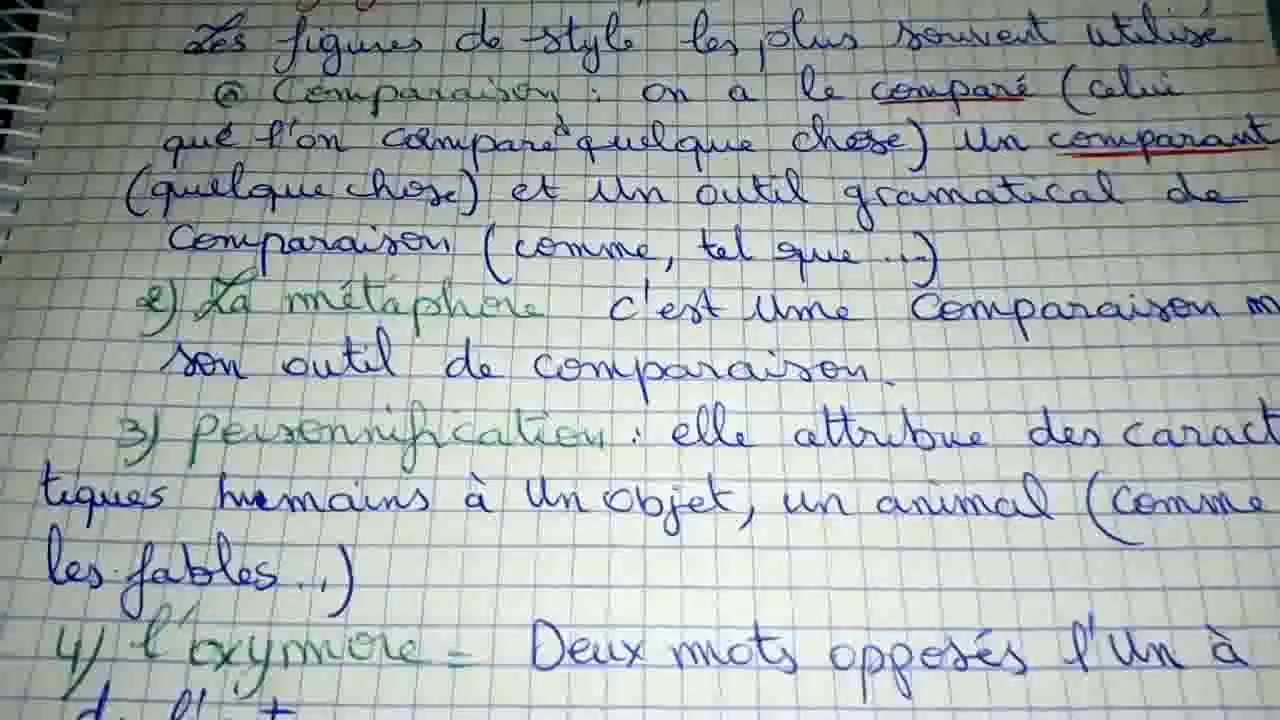 Les figures de style les plus souvent utilisé
@ Comparaison : on a le comparé (celui
que l'on compare à quelque chose) un comparant
(quelque chose) et un outil gramatical de
Comparaison (comme, tel que ...)
2) La métaphore c'est une comparaison
son outil de comparaison.
3) personnification : elle attribue des caract
tiques humains à un objet, un animal (comme
les fables...)
4) l'oxymore = Deux mots opposés l'un à